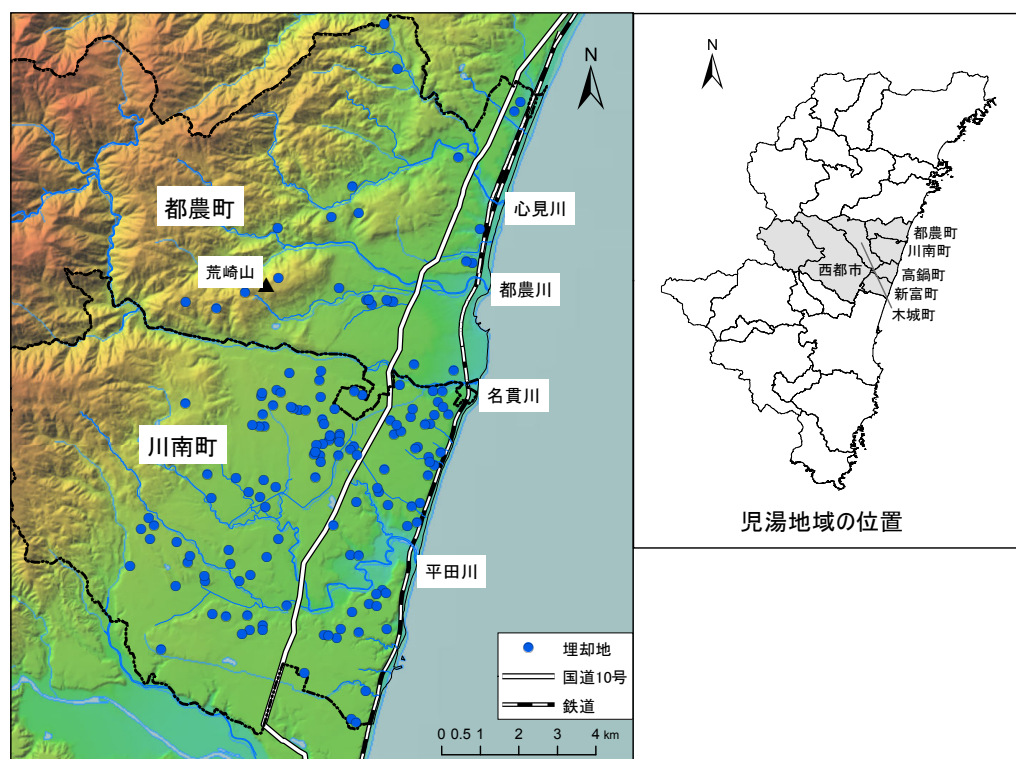 N
都農町
心見川
荒崎山
都農川
名貫川
川南町
平田川
埋却地
国道10号
鉄道
0 0.5 1 2 3 4 km
N
都農町
川南町
西都市
高鍋町
新富町
木城町
児湯地域の位置